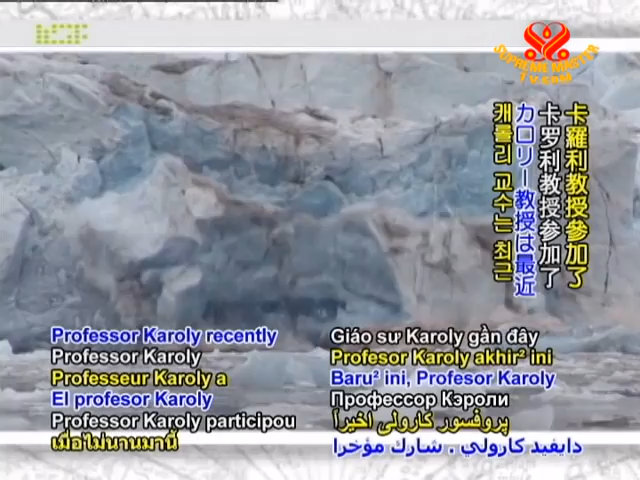 SUPREME MASTER
TV.COM
卡羅利教授參加了
卡罗利教授参加了
カロリー教授は最近
캐롤리 교수는 최근
Professor Karoly recently
Professor Karoly
Professeur Karoly a
El profesor Karoly
Professor Karoly participou
เมื่อไม่นานมานี้
Giáo sư Karoly gần đây
Profesor Karoly akhir² ini
Baru² ini, Profesor Karoly
Профессор Кэроли
پروفسور کارولی اخیراً
دايفيد كارولي . شارك مؤخرا